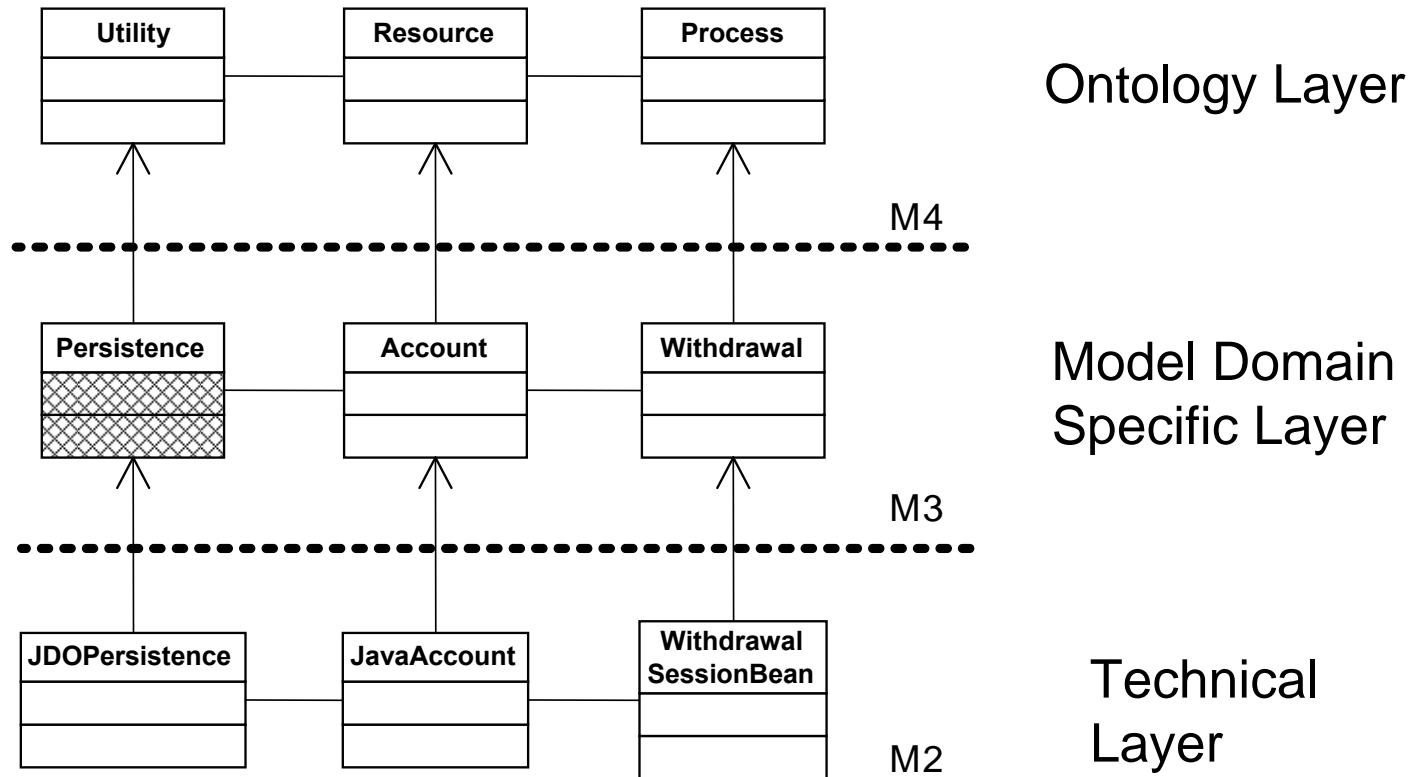 Utility
Resource
Process
Ontology Layer
M4
Persistence
Account
Withdrawal
Model Domain
Specific Layer
M3
JDOPersistence
JavaAccount
Withdrawal
SessionBean
Technical
Layer
M2